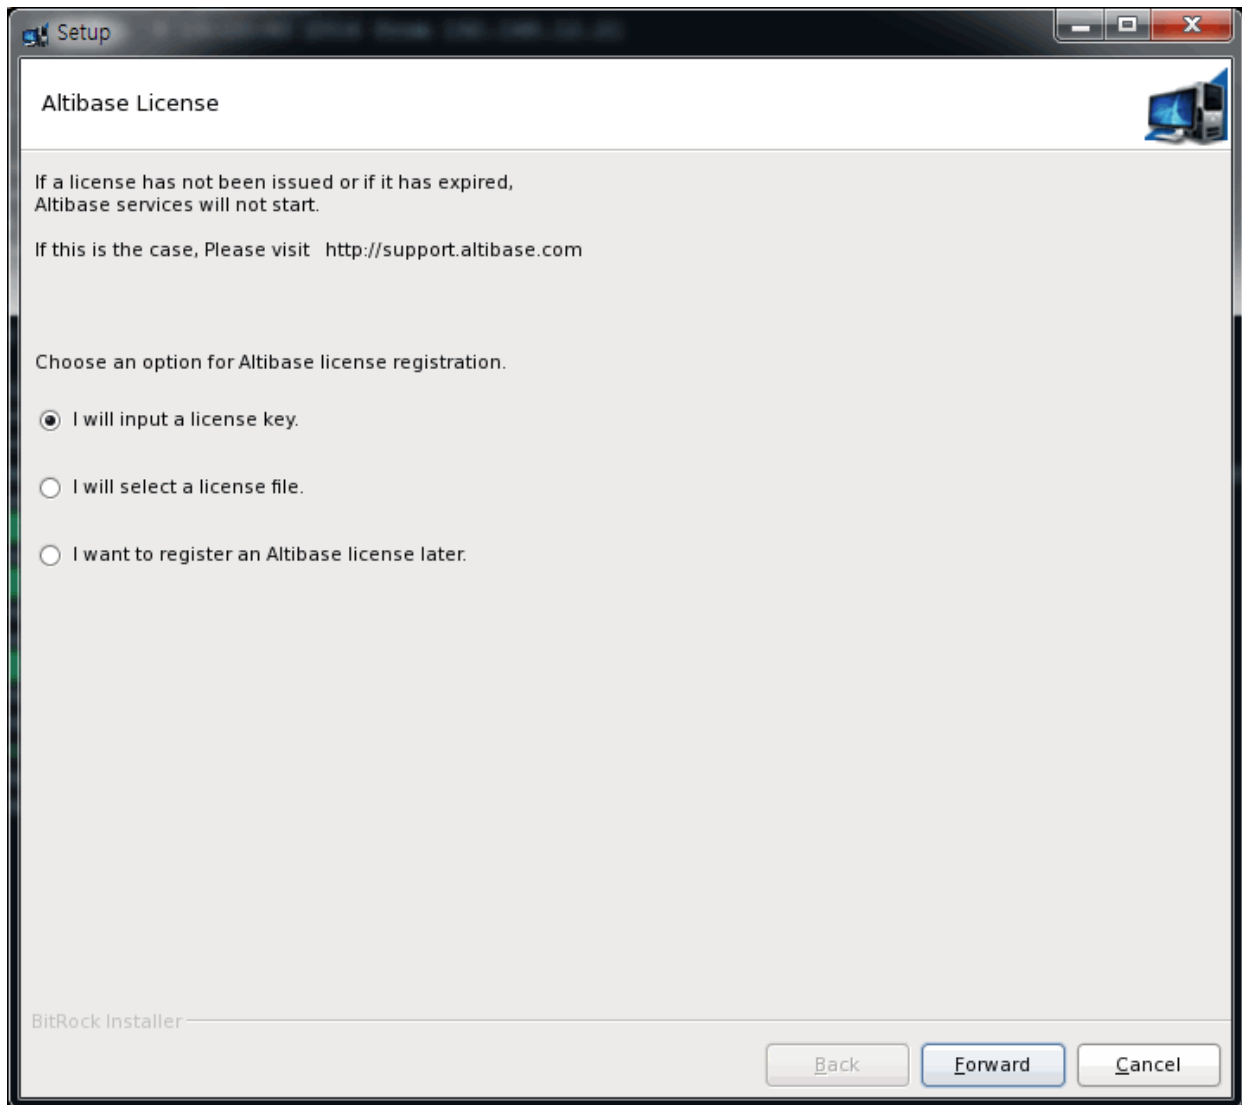 Setup
Altibase License
If a license has not been issued or if it has expired,
Altibase services will not start.
If this is the case, Please visit http://support.altibase.com
Choose an option for Altibase license registration.
I will input a license key.
I will select a license file.
I want to register an Altibase license later.
BitRock Installer
Back
Forward
Cancel